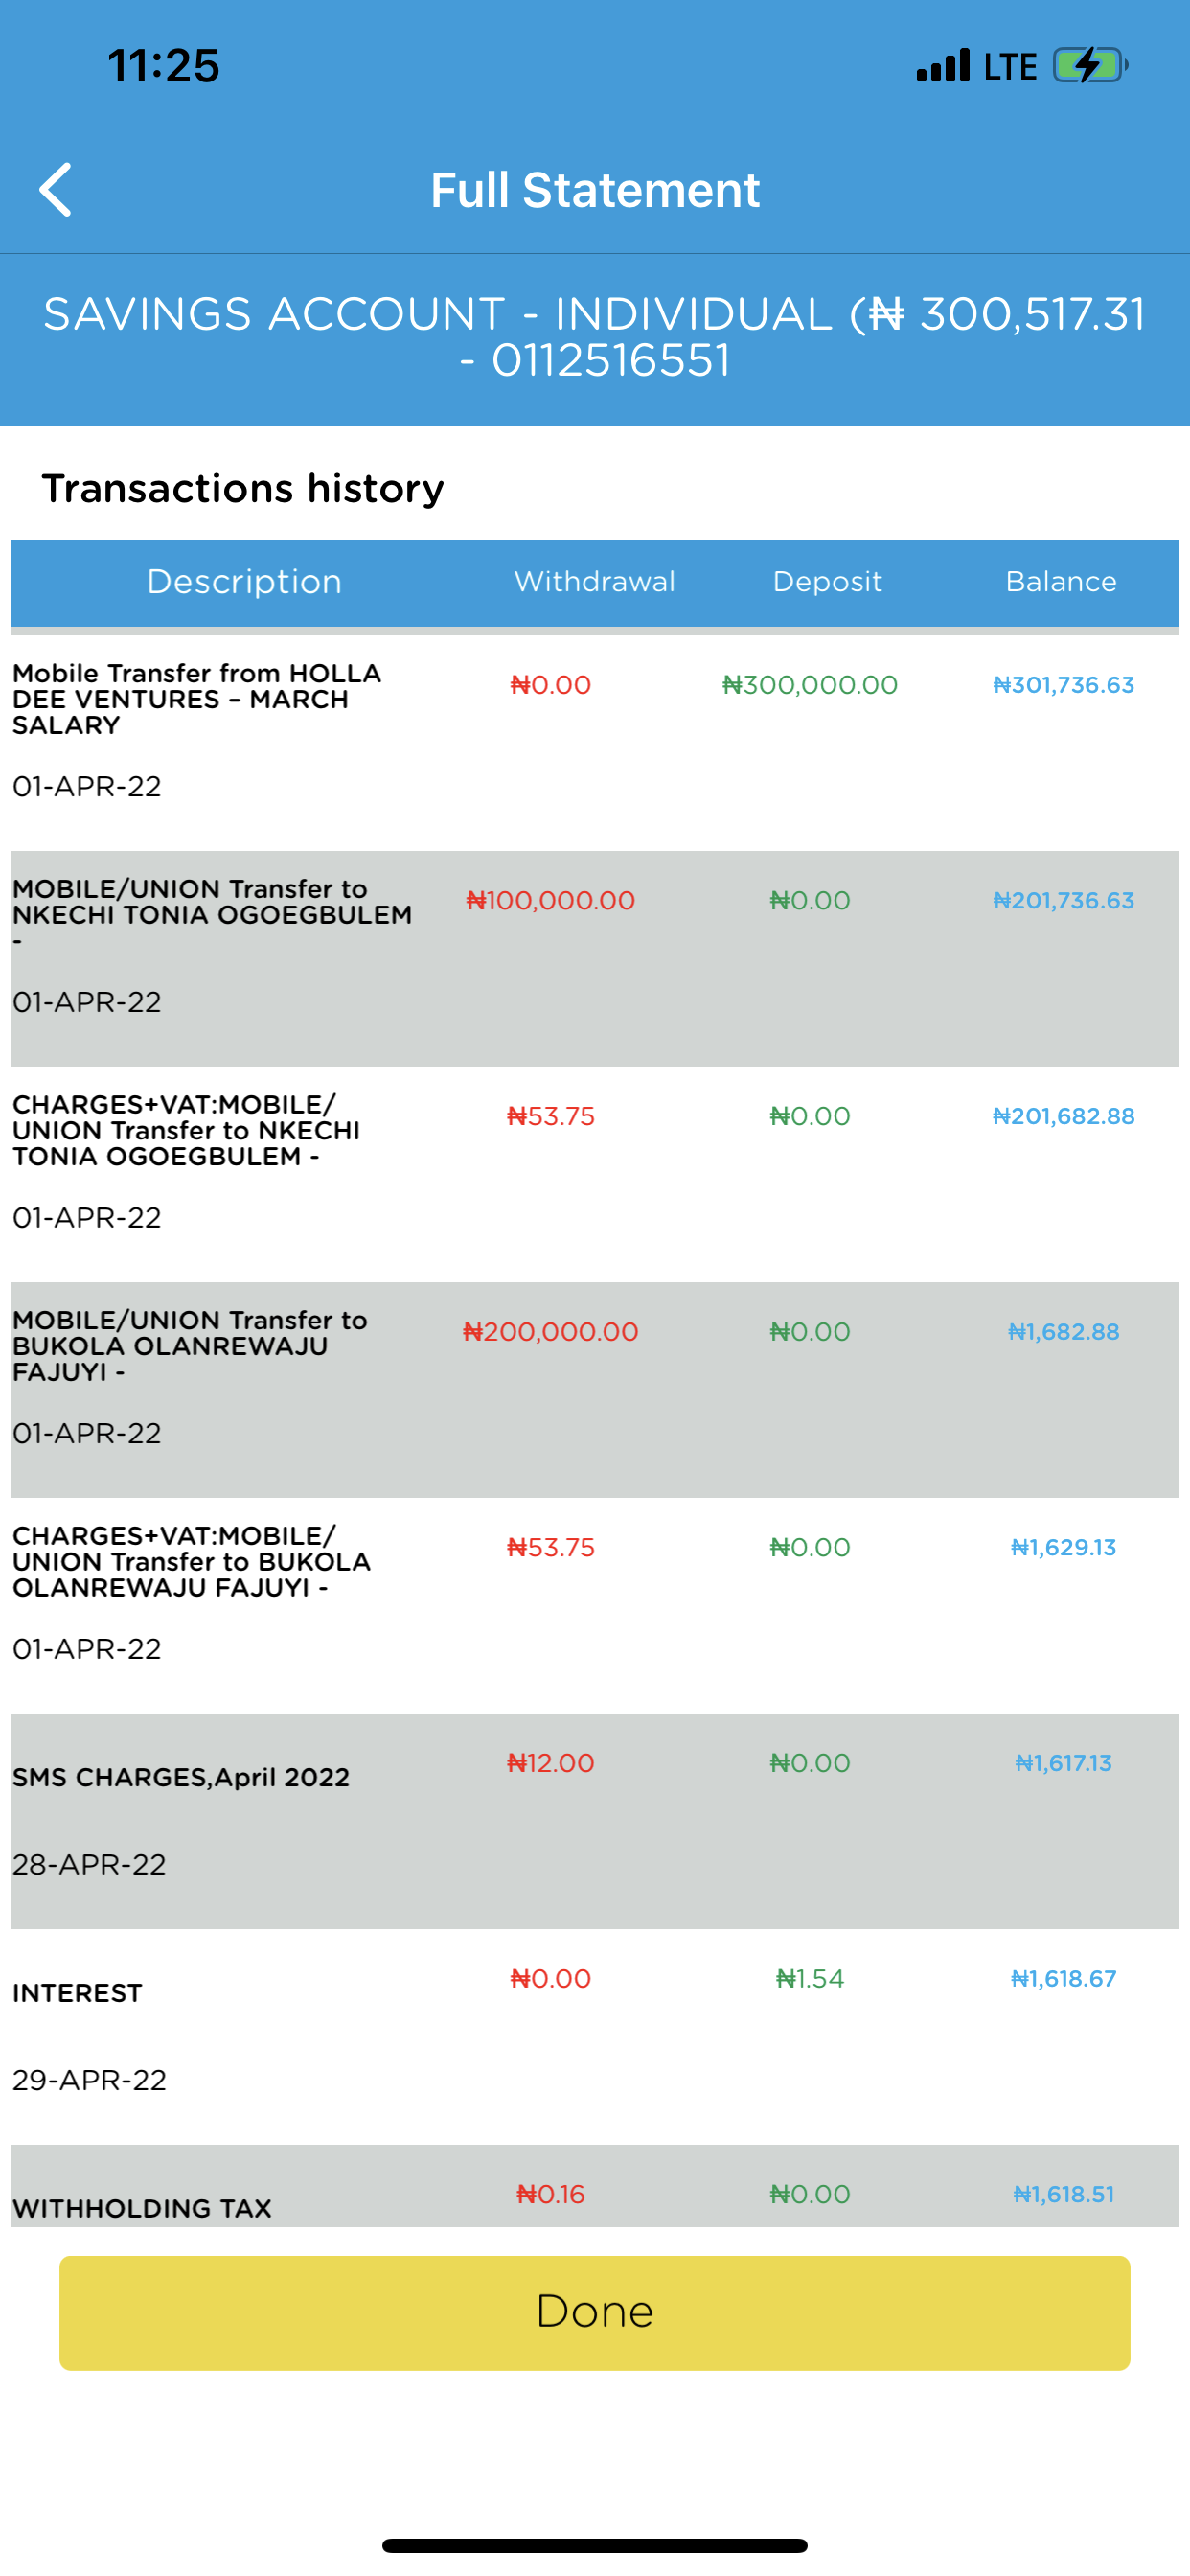 11:25 LTE
Full Statement
SAVINGS ACCOUNT - INDIVIDUAL (₦ 300,517.31
- 0112516551
Transactions history
Description Withdrawal Deposit Balance
Mobile Transfer from HOLLA ₦0.00 ₦300,000.00 ₦301,736.63
DEE VENTURES – MARCH
SALARY
01-APR-22
MOBILE/UNION Transfer to ₦100,000.00 ₦0.00 ₦201,736.63
NKECHI TONIA OGOEGBULEM
-
01-APR-22
CHARGES+VAT:MOBILE/ ₦53.75 ₦0.00 ₦201,682.88
UNION Transfer to NKECHI
TONIA OGOEGBULEM -
01-APR-22
MOBILE/UNION Transfer to ₦200,000.00 ₦0.00 ₦1,682.88
BUKOLA OLANREWAJU
FAJUYI -
01-APR-22
CHARGES+VAT:MOBILE/ ₦53.75 ₦0.00 ₦1,629.13
UNION Transfer to BUKOLA
OLANREWAJU FAJUYI -
01-APR-22
SMS CHARGES,April 2022 ₦12.00 ₦0.00 ₦1,617.13
28-APR-22
INTEREST ₦0.00 ₦1.54 ₦1,618.67
29-APR-22
WITHHOLDING TAX ₦0.16 ₦0.00 ₦1,618.51
Done